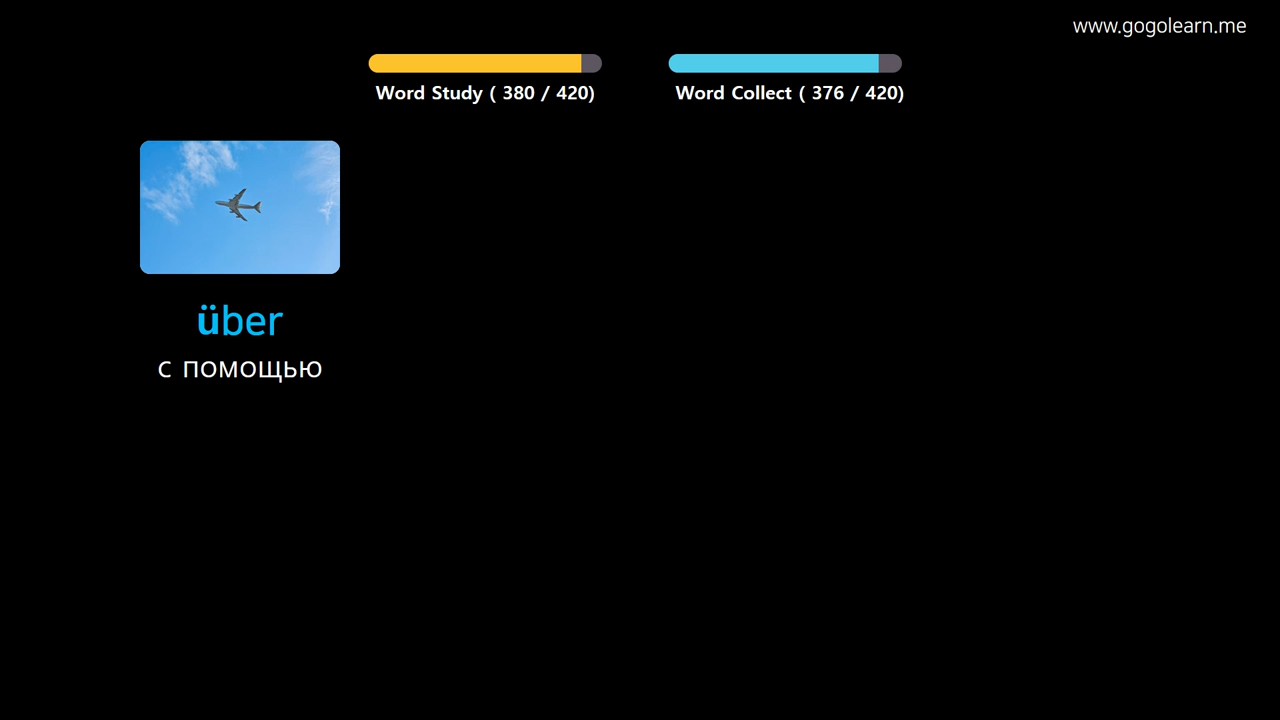 www.gogolearn.me
Word Study ( 380 / 420)
Word Collect ( 376 / 420)
über
с помощью